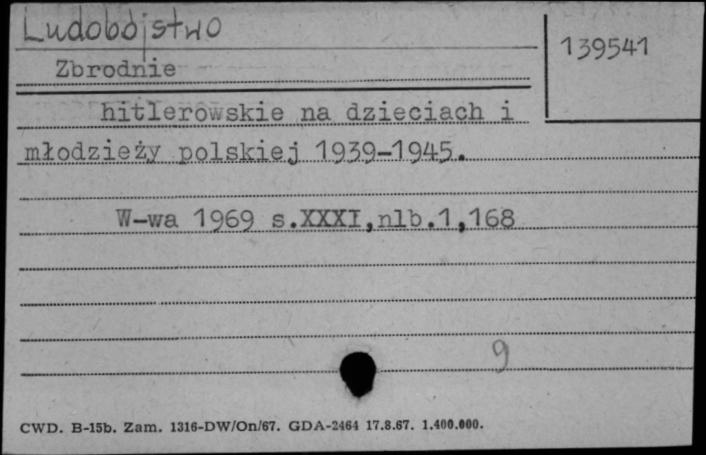 Ludobójstwo
139541
Zbrodnie
hitlerowskie na dzieciach i
młodzieży polskiej 1939-1945.
W-wa 1969 s.XXXI,nlb.1,168
9
CWD. B-15b. Zam. 1316-DW/On/67. GDA-2464 17.8.67. 1.400.000.